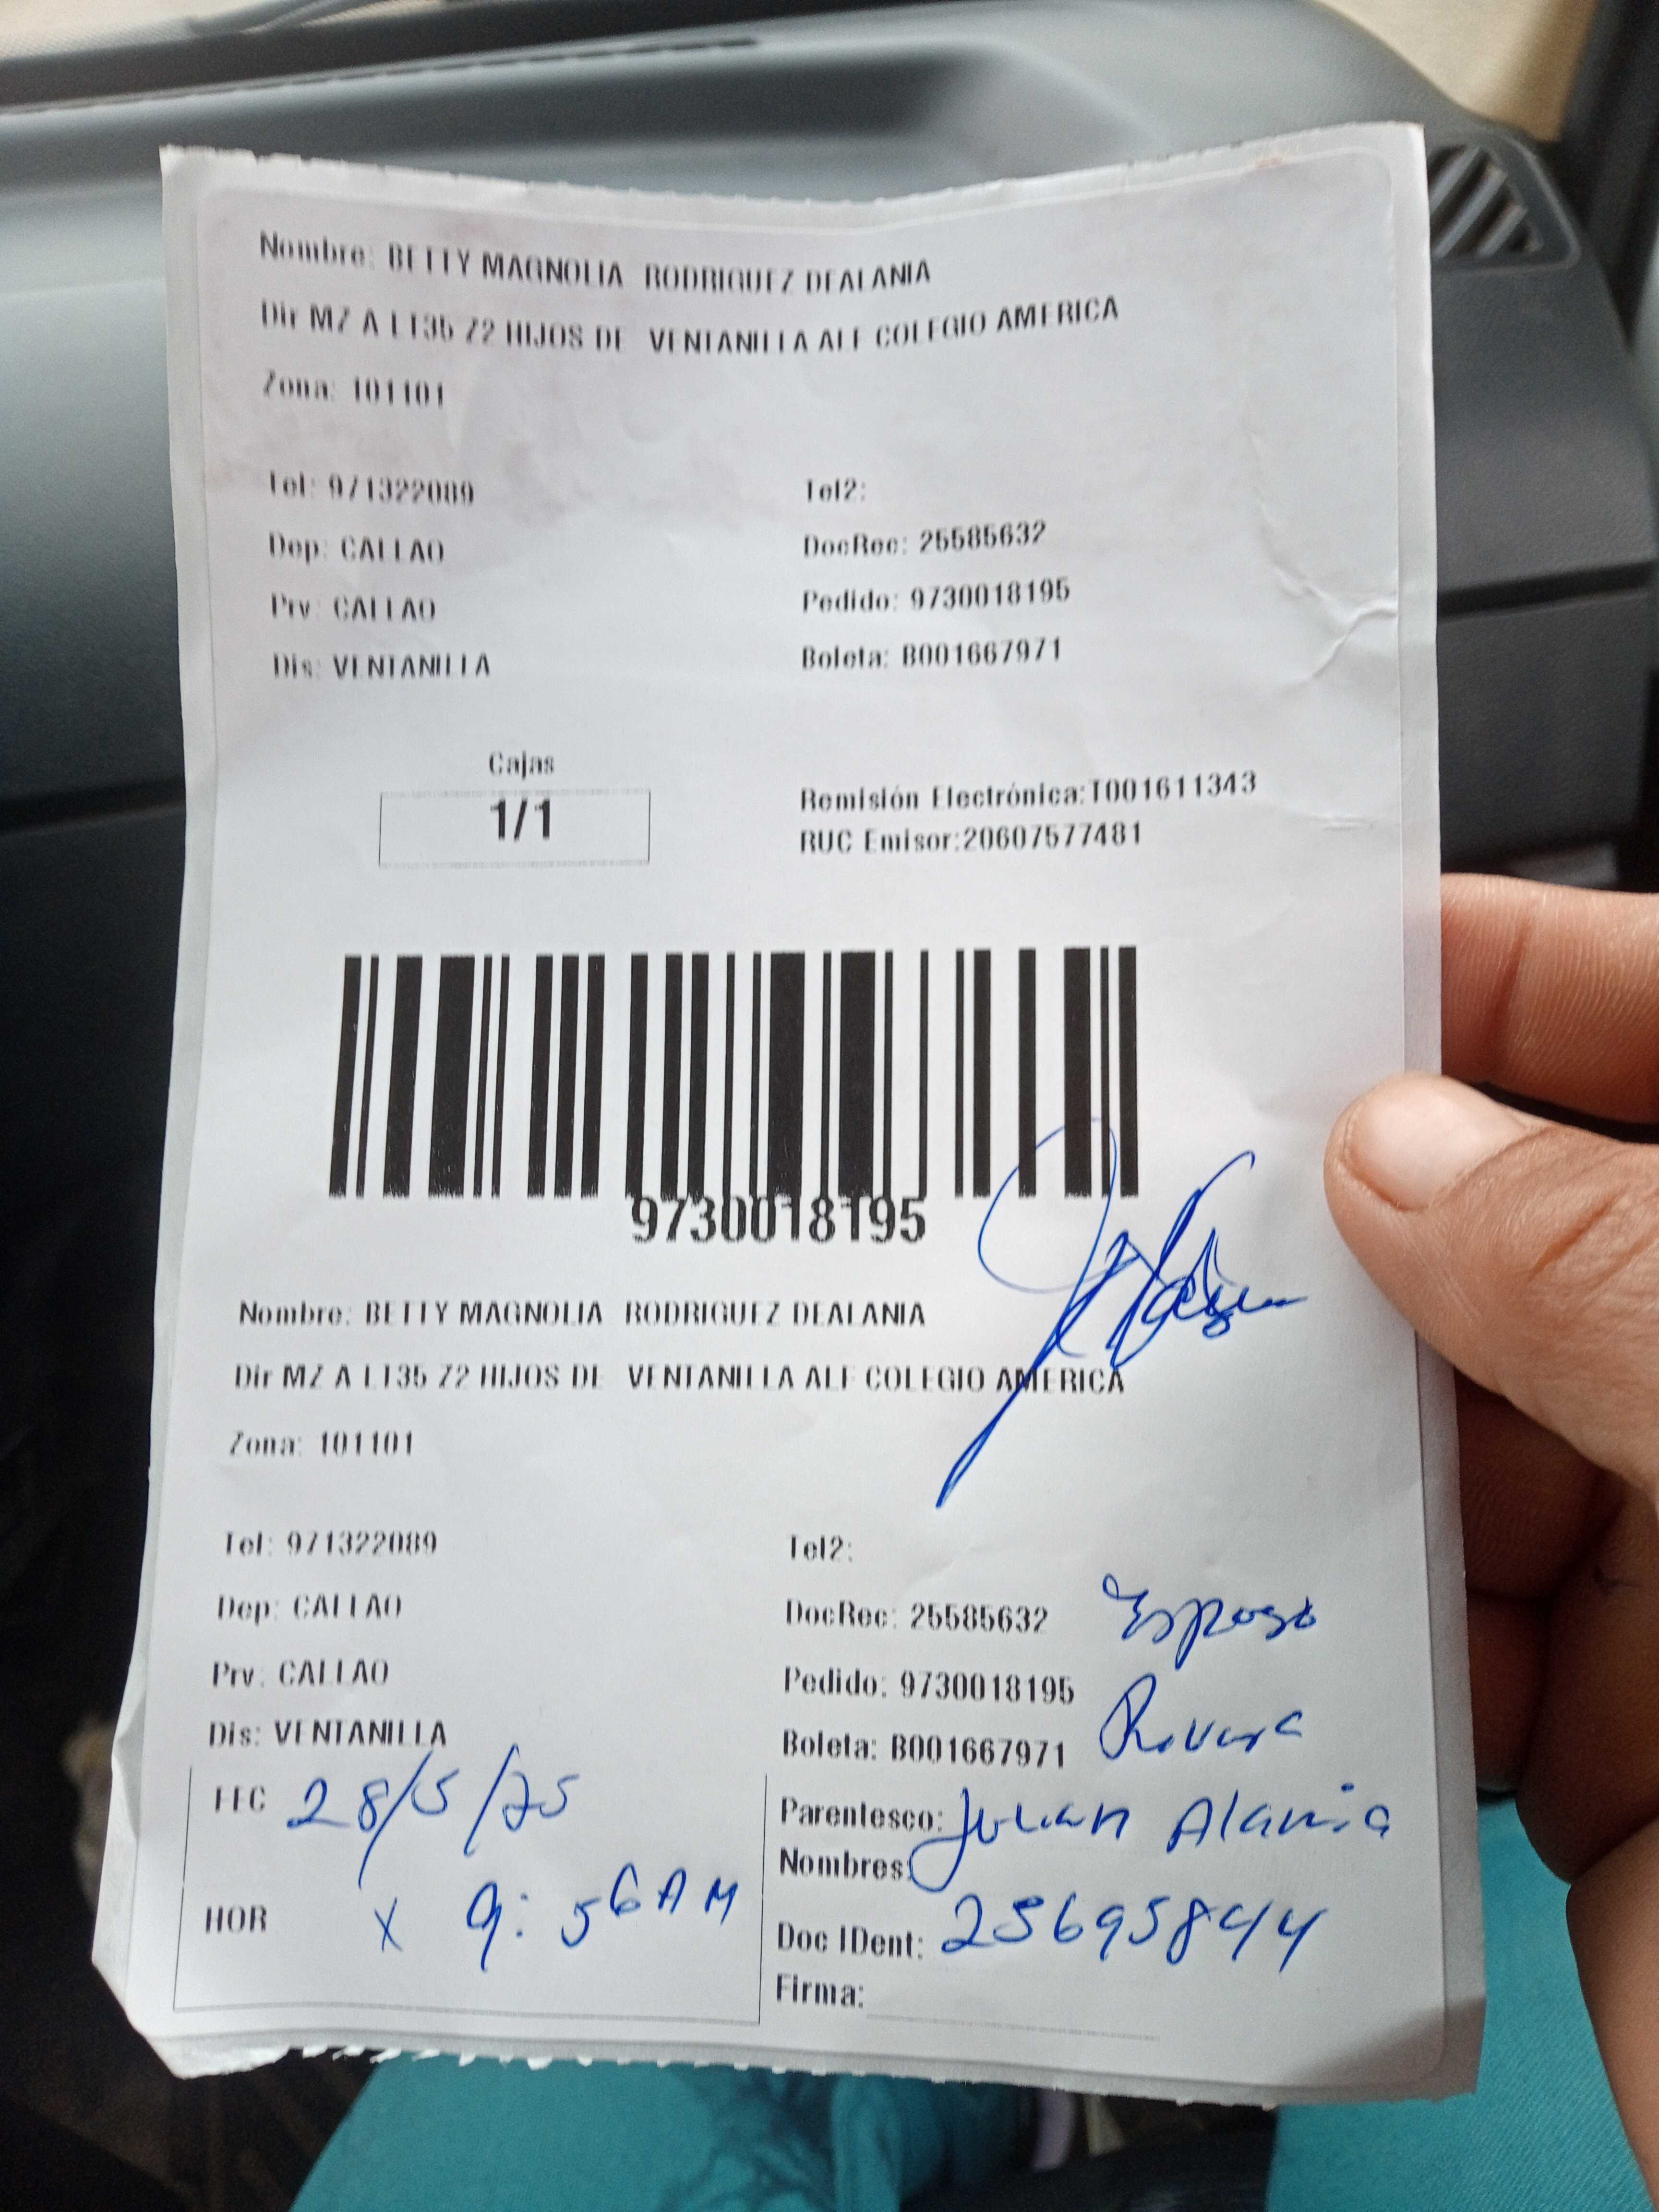 Nombre: BETTY MAGNOLIA RODRIGUEZ DEALANIA
Dir MZ A LT35 Z2 HIJOS DE VENTANILLA ALF COLEGIO AMERICA
Zona: 101101
Tel: 971322089 Tel2:
Dep: CALLAO DocRec: 25585632
Prv: CALLAO Pedido: 9730018195
Dis: VENTANILLA Boleta: B001667971
Cajas
1/1
Remisión Electrónica:T001611343
RUC Emisor:20607577481
9730018195
Nombre: BETTY MAGNOLIA RODRIGUEZ DEALANIA
Dir MZ A LT35 Z2 HIJOS DE VENTANILLA ALF COLEGIO AMERICA
Zona: 101101
Tel: 971322089 Tel2:
Dep: CALLAO DocRec: 25585632 Esposo
Prv: CALLAO Pedido: 9730018195
Dis: VENTANILLA Boleta: B001667971
FEC 28/5/25 Parentesco: Julian Alania
Nombres:
HOR x 9:56 AM Doc IDent: 25695844
Firma: